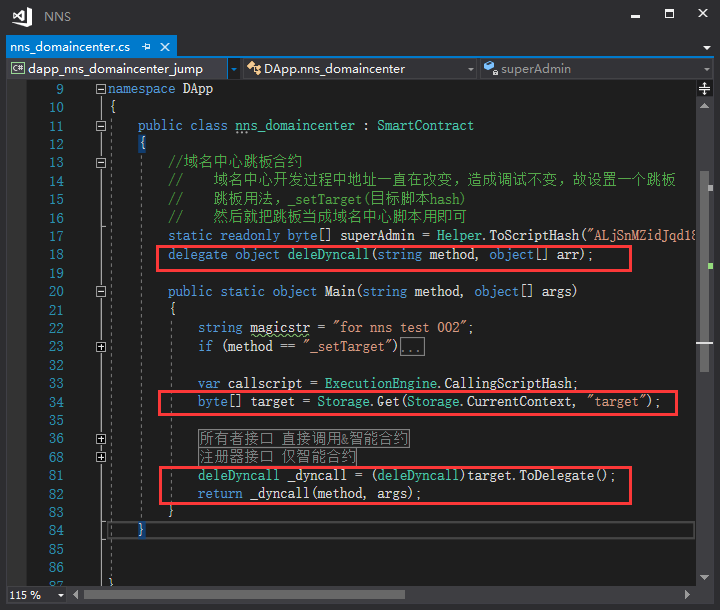 NNS
nns_domaincenter.cs
C# dapp_nns_domaincenter_jump DApp.nns_domaincenter superAdmin
9 namespace DApp
10 {
11 public class nns_domaincenter : SmartContract
12 {
13 //域名中心跳板合约
14 // 域名中心开发过程中地址一直在改变，造成调试不变，故设置一个跳板
15 // 跳板用法，_setTarget(目标脚本hash)
16 // 然后就把跳板当成域名中心脚本用即可
17 static readonly byte[] superAdmin = Helper.ToScriptHash("ALjSnMZidJqd18
18 delegate object deleDyncall(string method, object[] arr);
19
20 public static object Main(string method, object[] args)
21 {
22 string magicstr = "for nns test 002";
23 if (method == "_setTarget")...
32
33 var callscript = ExecutionEngine.CallingScriptHash;
34 byte[] target = Storage.Get(Storage.CurrentContext, "target");
35
36 所有者接口 直接调用&智能合约
68 注册器接口 仅智能合约
81 deleDyncall _dyncall = (deleDyncall)target.ToDelegate();
82 return _dyncall(method, args);
83 }
84 }
85
86
87 }
115 %